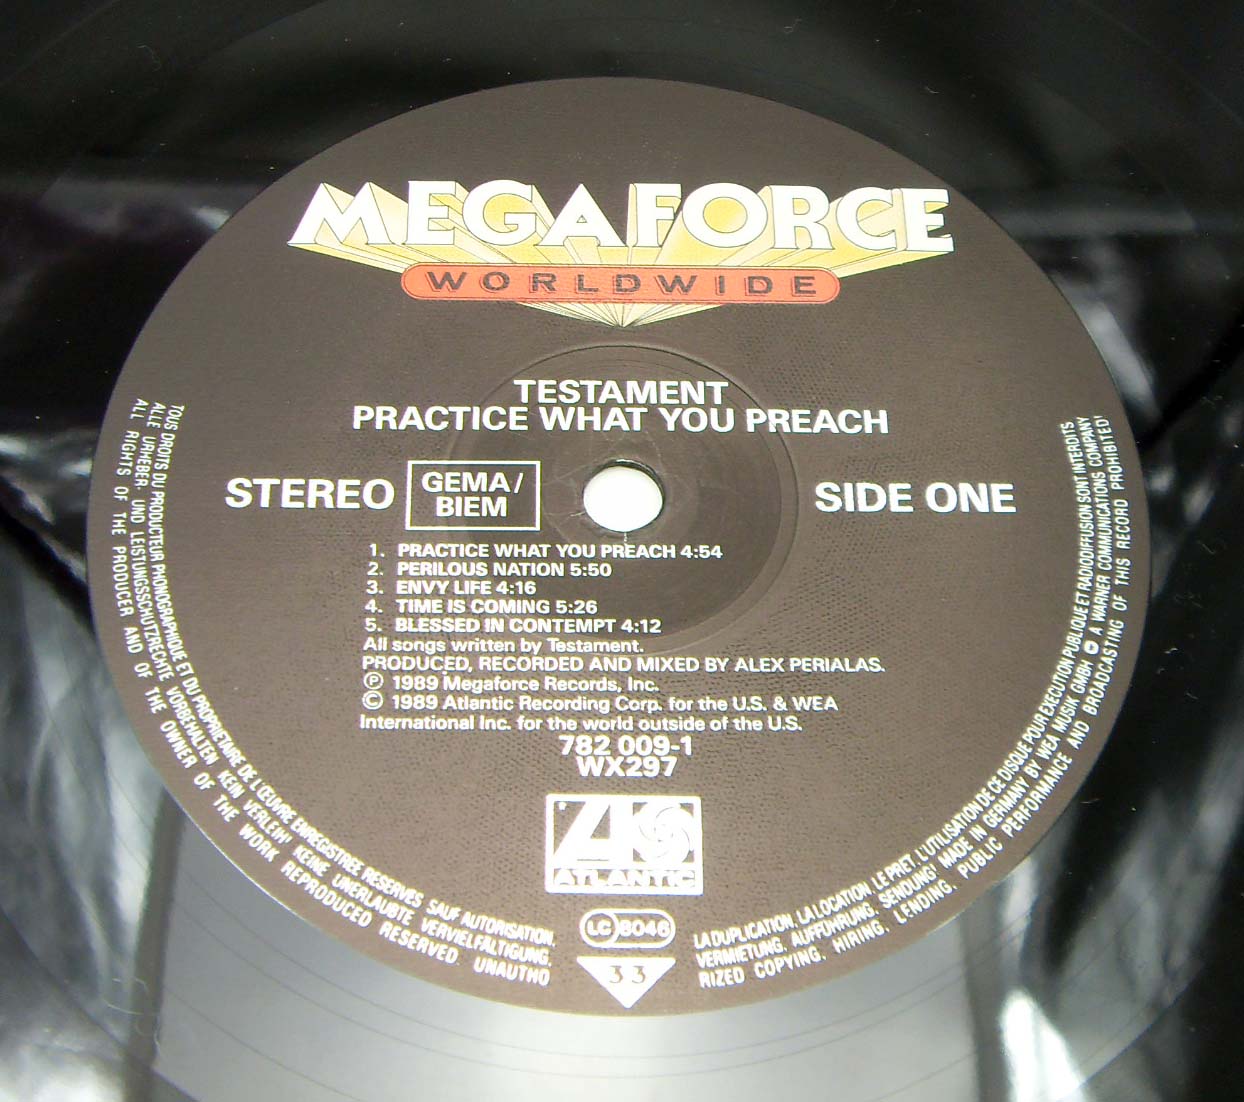 MEGAFORCE
WORLDWIDE
TESTAMENT
PRACTICE WHAT YOU PREACH
STEREO
GEMA/
BIEM
SIDE ONE
1. PRACTICE WHAT YOU PREACH 4:54
2. PERILOUS NATION 5:50
3. ENVY LIFE 4:16
4. TIME IS COMING 5:26
5. BLESSED IN CONTEMPT 4:12
All songs written by Testament.
PRODUCED, RECORDED AND MIXED BY ALEX PERIALAS.
℗ 1989 Megaforce Records, Inc.
© 1989 Atlantic Recording Corp. for the U.S. & WEA
International Inc. for the world outside of the U.S.
782 009-1
WX297
ATLANTIC
LC 8046
33
TOUS DROITS DU PRODUCTEUR PHONOGRAPHIQUE ET DU PROPRIETAIRE DE L'ŒUVRE ENREGISTREE RESERVES SAUF AUTORISATION,
LA DUPLICATION, LA LOCATION LE PRET, L'UTILISATION DE CE DISQUE POUR EXECUTION PUBLIQUE ET RADIODIFFUSION SONT INTERDITS
ALLE URHEBER- UND LEISTUNGSSCHUTZRECHTE VORBEHALTEN KEIN VERLEIH! KEINE UNERLAUBTE VERVIELFÄLTIGUNG,
VERMIETUNG, AUFFÜHRUNG, SENDUNG! MADE IN GERMANY BY WEA MUSIK GMBH A WARNER COMMUNICATIONS COMPANY
ALL RIGHTS OF THE PRODUCER AND OF THE OWNER OF THE WORK REPRODUCED RESERVED. UNAUTHO
RIZED COPYING, HIRING, LENDING, PUBLIC PERFORMANCE AND BROADCASTING OF THIS RECORD PROHIBITED!